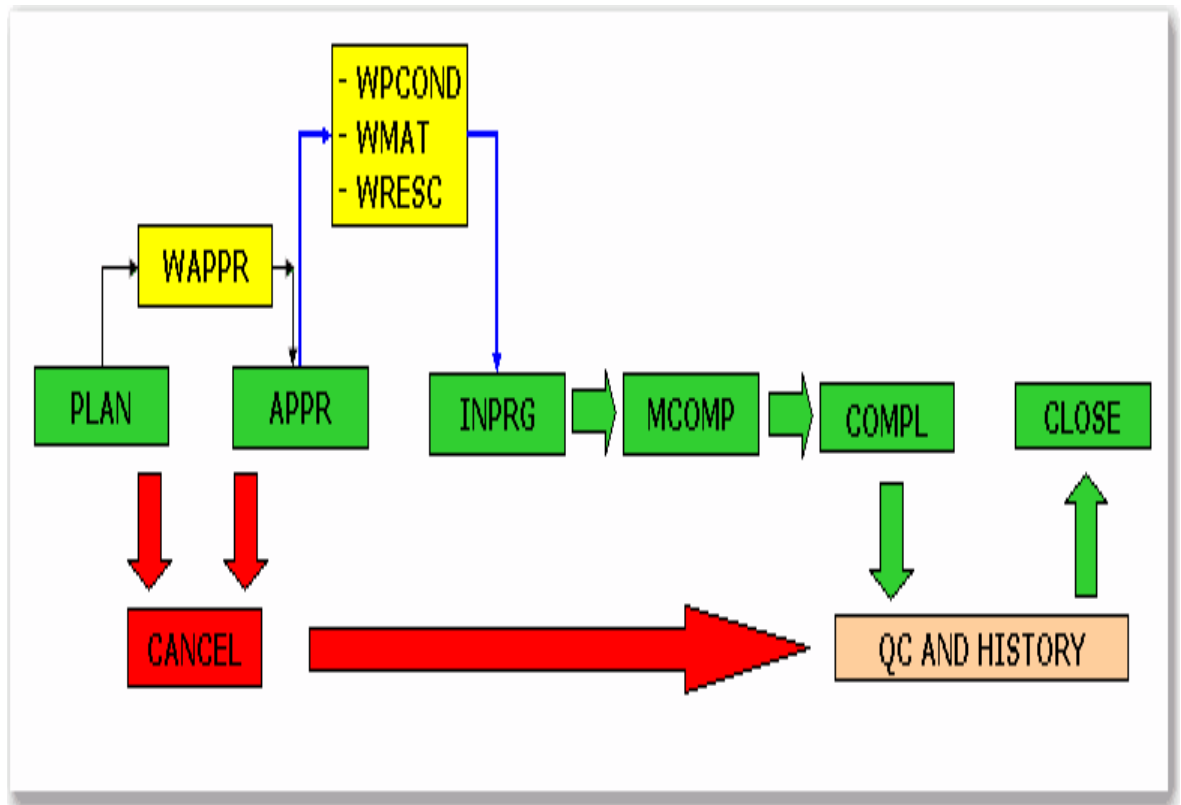 - WPCOND
- WMAT
- WRESC
WAPPR
PLAN
APPR
INPRG
MCOMP
COMPL
CLOSE
CANCEL
QC AND HISTORY